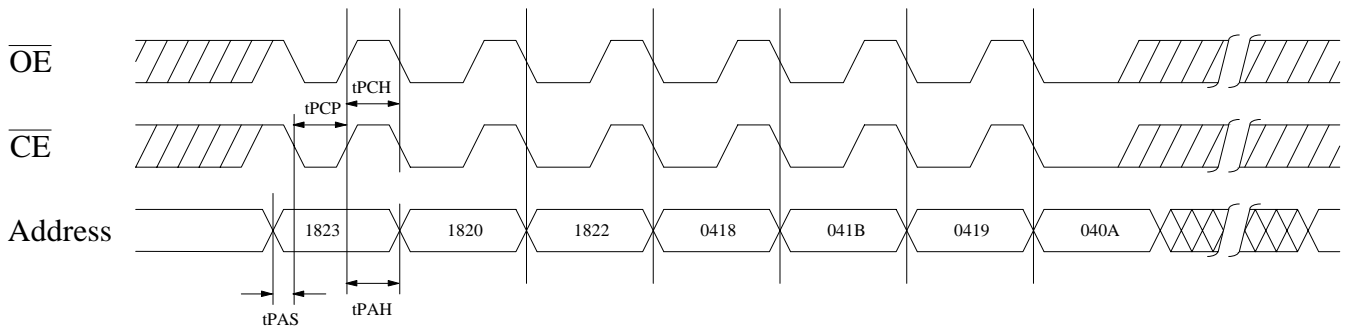 OE
tPCH
tPCP
CE
Address 1823 1820 1822 0418 041B 0419 040A
tPAS tPAH